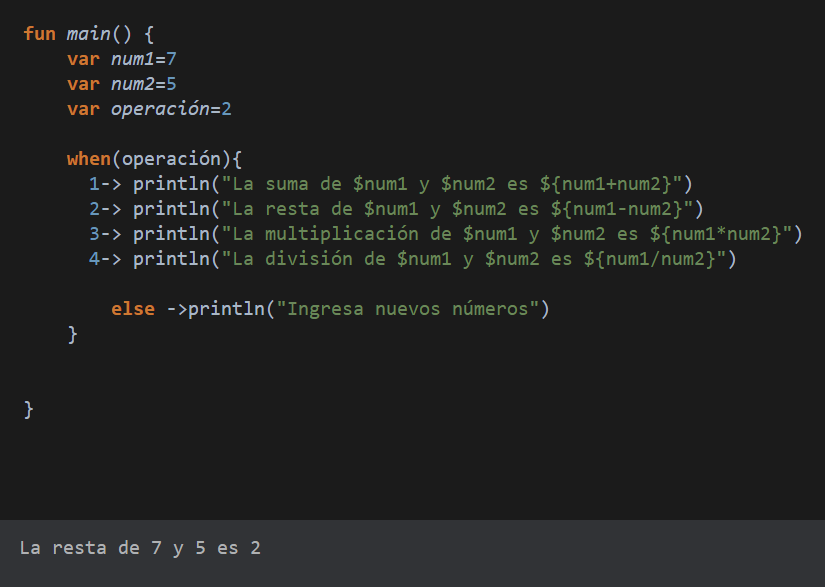 fun main() {
    var num1=7
    var num2=5
    var operación=2
    when(operación){
      1-> println("La suma de $num1 y $num2 es ${num1+num2}")
      2-> println("La resta de $num1 y $num2 es ${num1-num2}")
      3-> println("La multiplicación de $num1 y $num2 es ${num1*num2}")
      4-> println("La división de $num1 y $num2 es ${num1/num2}")
        else ->println("Ingresa nuevos números")
    }
}
La resta de 7 y 5 es 2